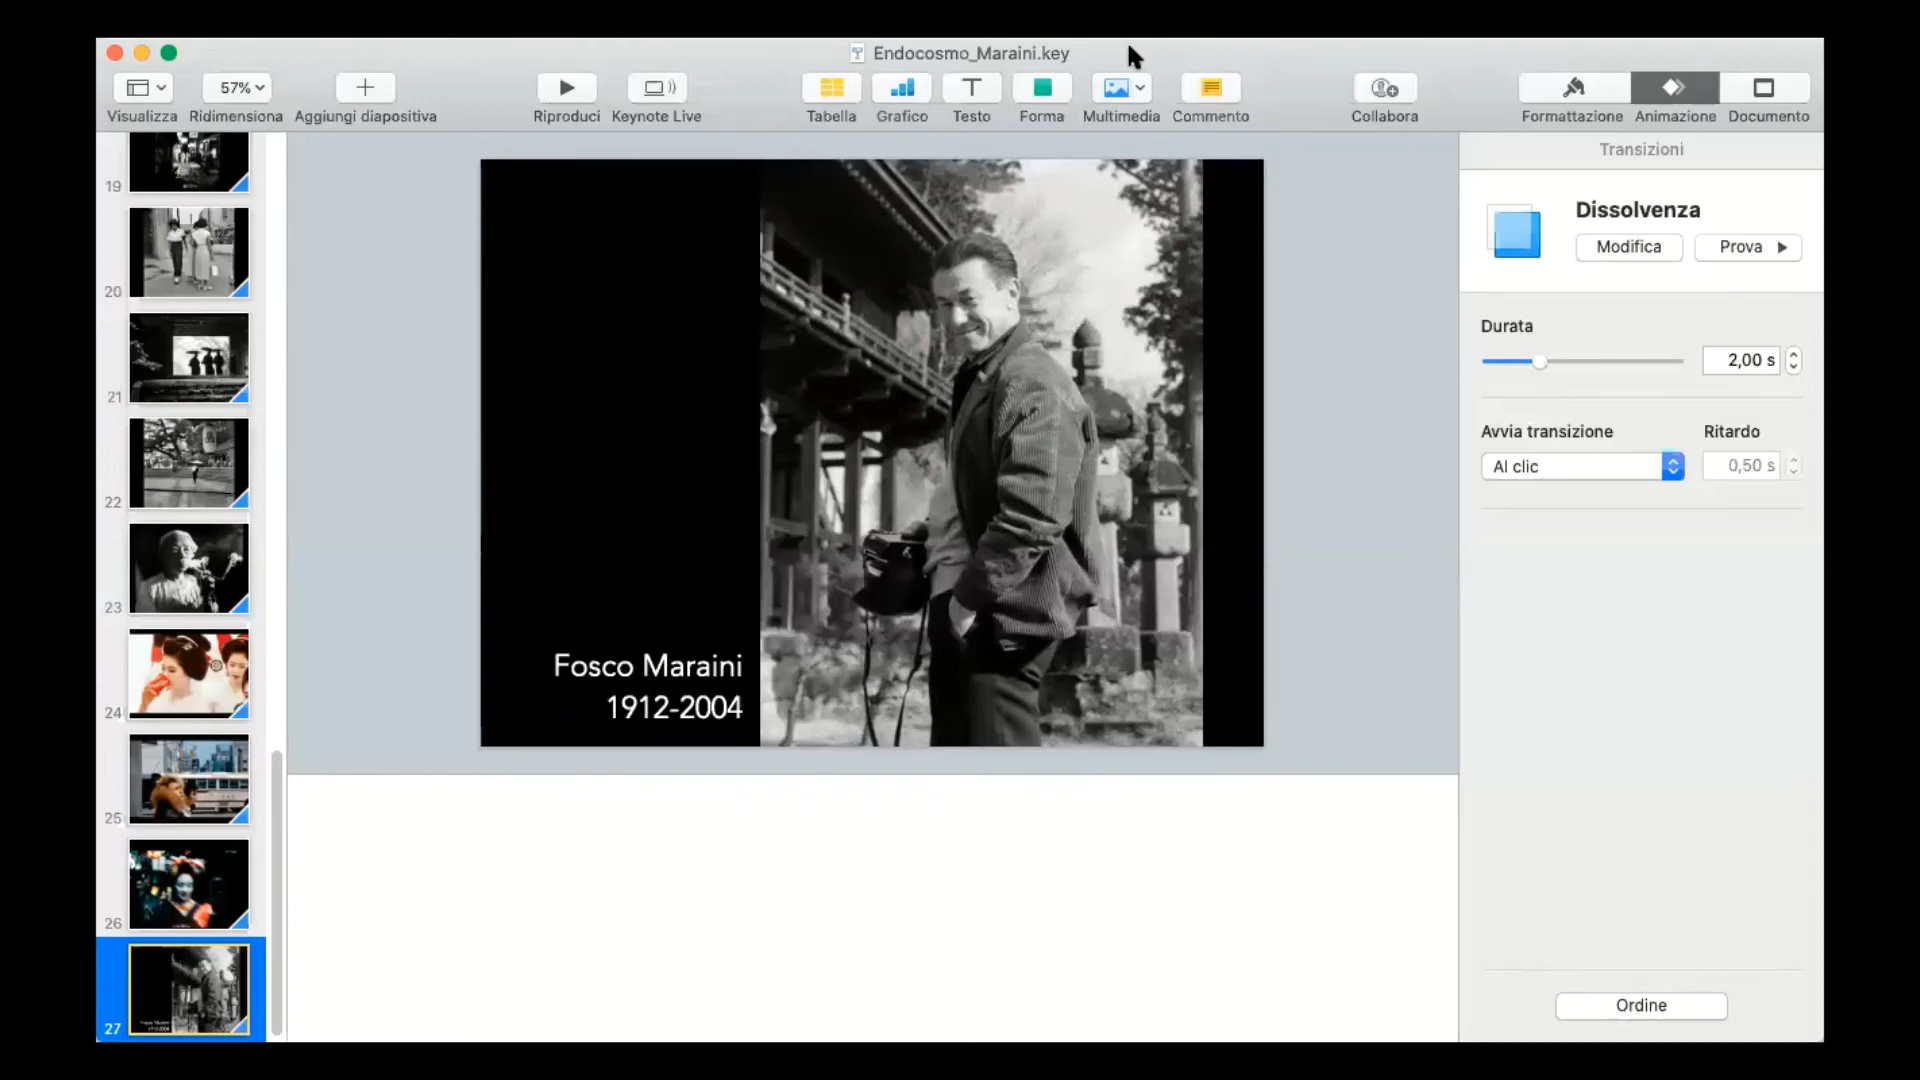 Endocosmo_Maraini.key
57%
Visualizza
Ridimensiona
Aggiungi diapositiva
Riproduci
Keynote Live
Tabella
Grafico
Testo
Forma
Multimedia
Commento
Collabora
Formattazione
Animazione
Documento
19
20
21
22
23
24
25
26
27
Fosco Maraini
1912-2004
Transizioni
Dissolvenza
Modifica
Prova
Durata
2,00 s
Avvia transizione
Ritardo
Al clic
0,50 s
Ordine